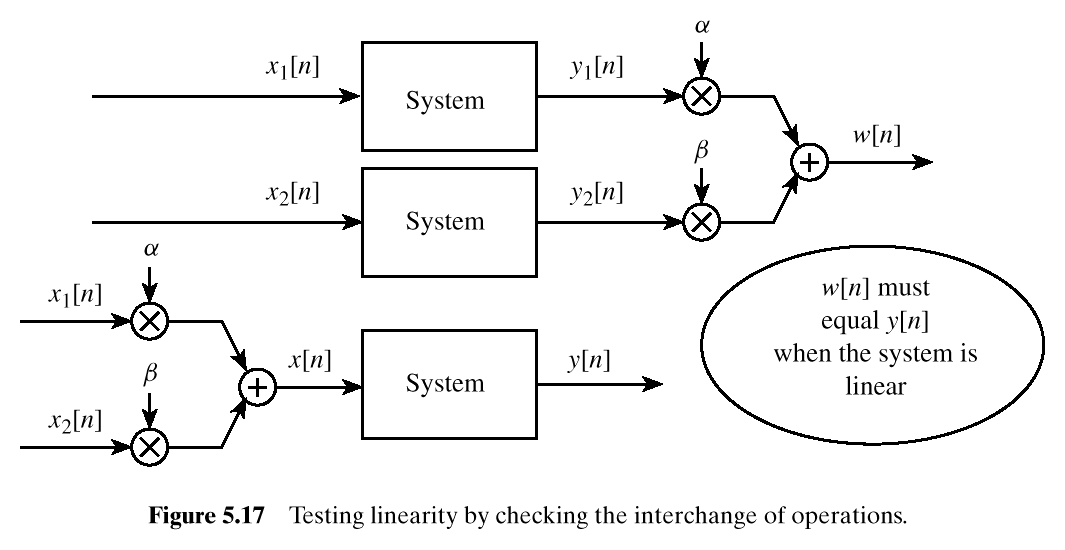 α
x₁[n]
System
y₁[n]
w[n]
β
x₂[n]
System
y₂[n]
α
x₁[n]
w[n] must
equal y[n]
when the system is
linear
x[n]
System
y[n]
β
x₂[n]
Figure 5.17 Testing linearity by checking the interchange of operations.